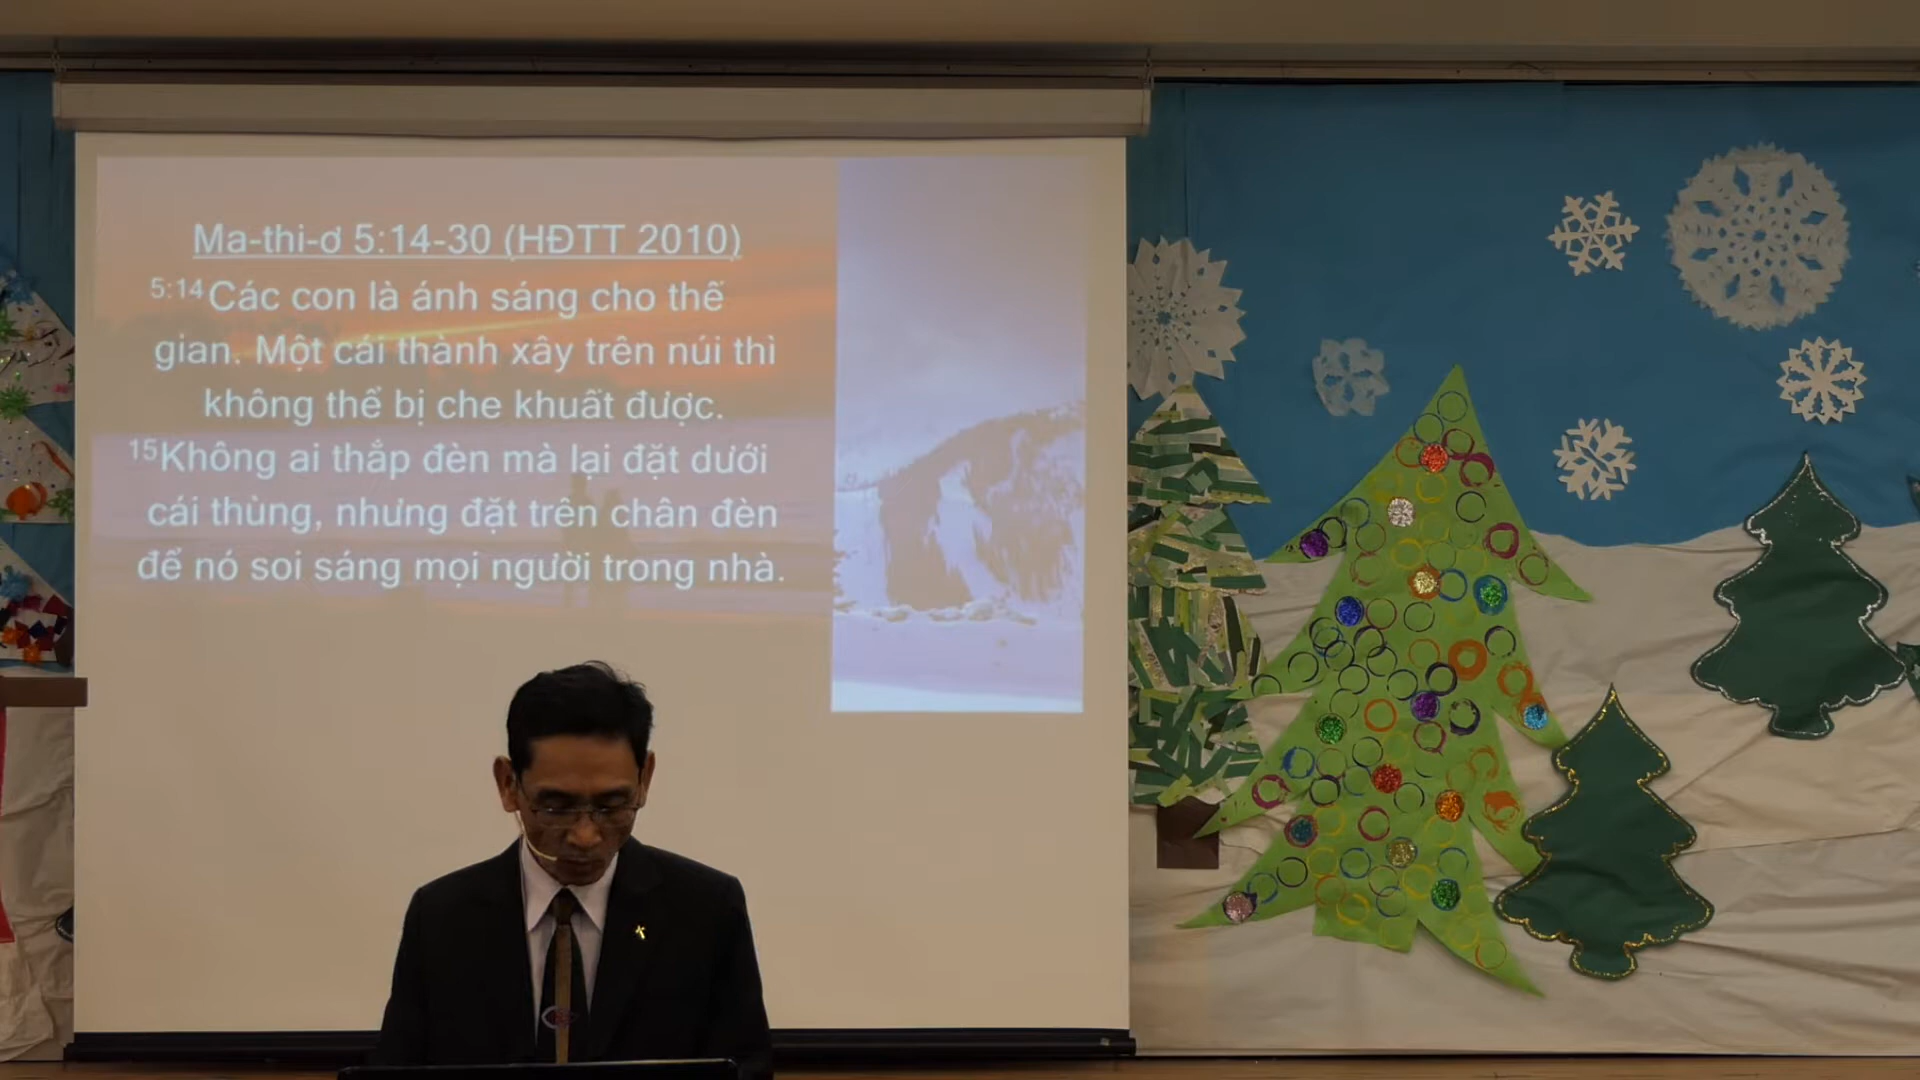 Ma-thi-ơ 5:14-30 (HĐTT 2010)
5:14Các con là ánh sáng cho thế
gian. Một cái thành xây trên núi thì
không thể bị che khuất được.
15Không ai thắp đèn mà lại đặt dưới
cái thùng, nhưng đặt trên chân đèn
để nó soi sáng mọi người trong nhà.